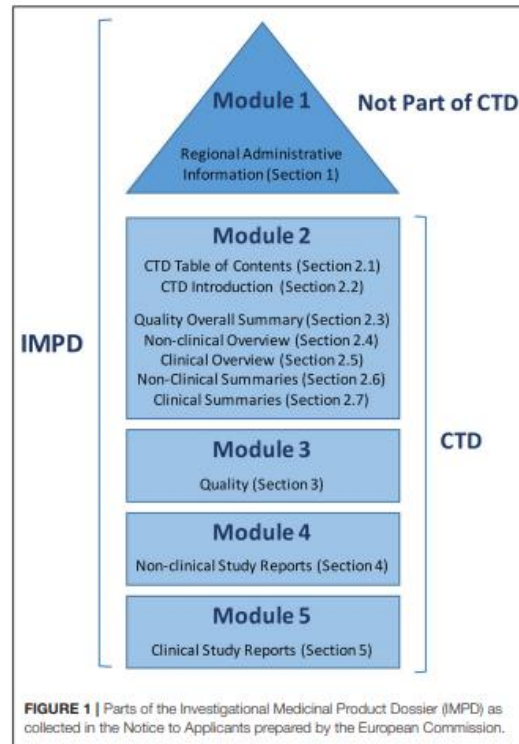 Module 1
Not Part of CTD
Regional Administrative
Information (Section 1)
Module 2
CTD Table of Contents (Section 2.1)
CTD Introduction (Section 2.2)
Quality Overall Summary (Section 2.3)
Non-clinical Overview (Section 2.4)
Clinical Overview (Section 2.5)
Non-Clinical Summaries (Section 2.6)
Clinical Summaries (Section 2.7)
IMPD
CTD
Module 3
Quality (Section 3)
Module 4
Non-clinical Study Reports (Section 4)
Module 5
Clinical Study Reports (Section 5)
FIGURE 1 | Parts of the Investigational Medicinal Product Dossier (IMPD) as
collected in the Notice to Applicants prepared by the European Commission.